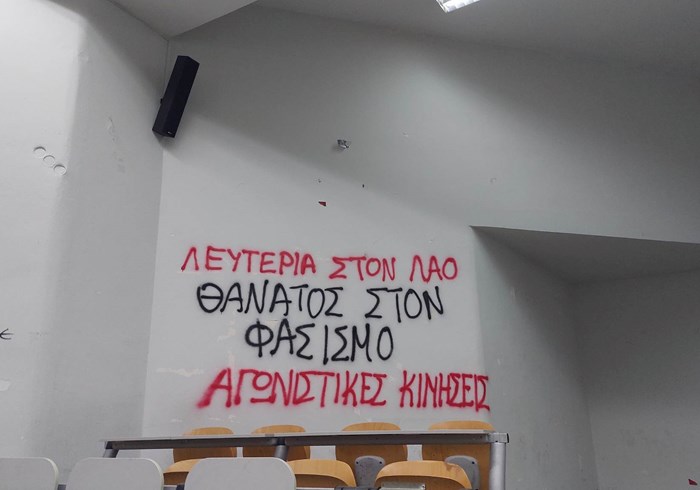 ΛΕΥΤΕΡΙΑ ΣΤΟΝ ΛΑΟ
ΘΑΝΑΤΟΣ ΣΤΟΝ
ΦΑΣΙΣΜΟ
ΑΓΩΝΙΣΤΙΚΕΣ ΚΙΝΗΣΕΙΣ